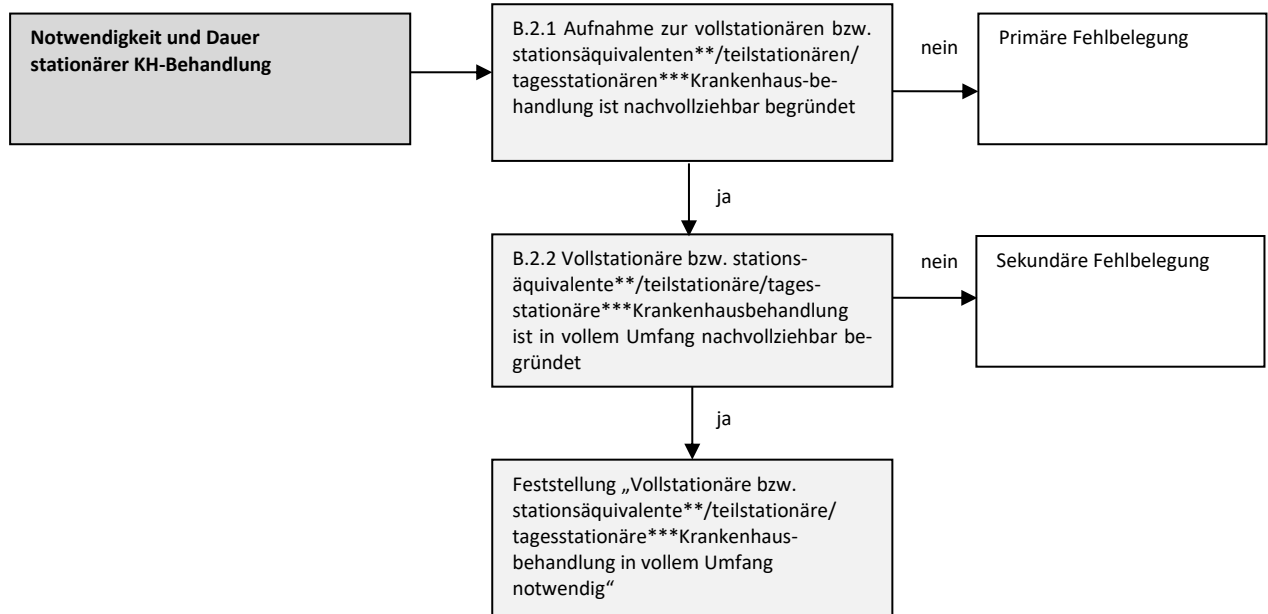 Notwendigkeit und Dauer
stationärer KH-Behandlung
B.2.1 Aufnahme zur vollstationären bzw.
stationsäquivalenten**/teilstationären/
tagesstationären***Krankenhaus-be-
handlung ist nachvollziehbar begründet
nein
Primäre Fehlbelegung
ja
B.2.2 Vollstationäre bzw. stations-
äquivalente**/teilstationäre/tages-
stationäre***Krankenhausbehandlung
ist in vollem Umfang nachvollziehbar be-
gründet
nein
Sekundäre Fehlbelegung
ja
Feststellung „Vollstationäre bzw.
stationsäquivalente**/teilstationäre/
tagesstationäre***Krankenhaus-
behandlung in vollem Umfang
notwendig“